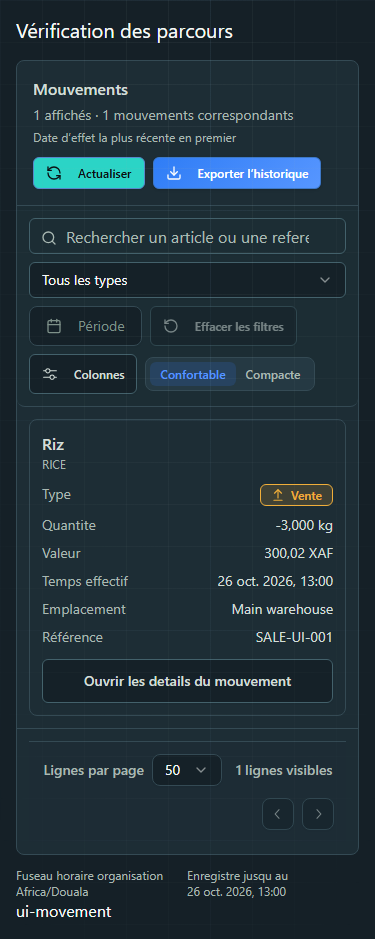 Vérification des parcours
Mouvements
1 affichés · 1 mouvements correspondants
Date d’effet la plus récente en premier
Actualiser
Exporter l’historique
Rechercher un article ou une refere
Tous les types
Période
Effacer les filtres
Colonnes
Confortable
Compacte
Riz
RICE
Type
Vente
Quantite
-3,000 kg
Valeur
300,02 XAF
Temps effectif
26 oct. 2026, 13:00
Emplacement
Main warehouse
Référence
SALE-UI-001
Ouvrir les details du mouvement
Lignes par page
50
1 lignes visibles
Fuseau horaire organisation
Africa/Douala
Enregistre jusqu au
26 oct. 2026, 13:00
ui-movement